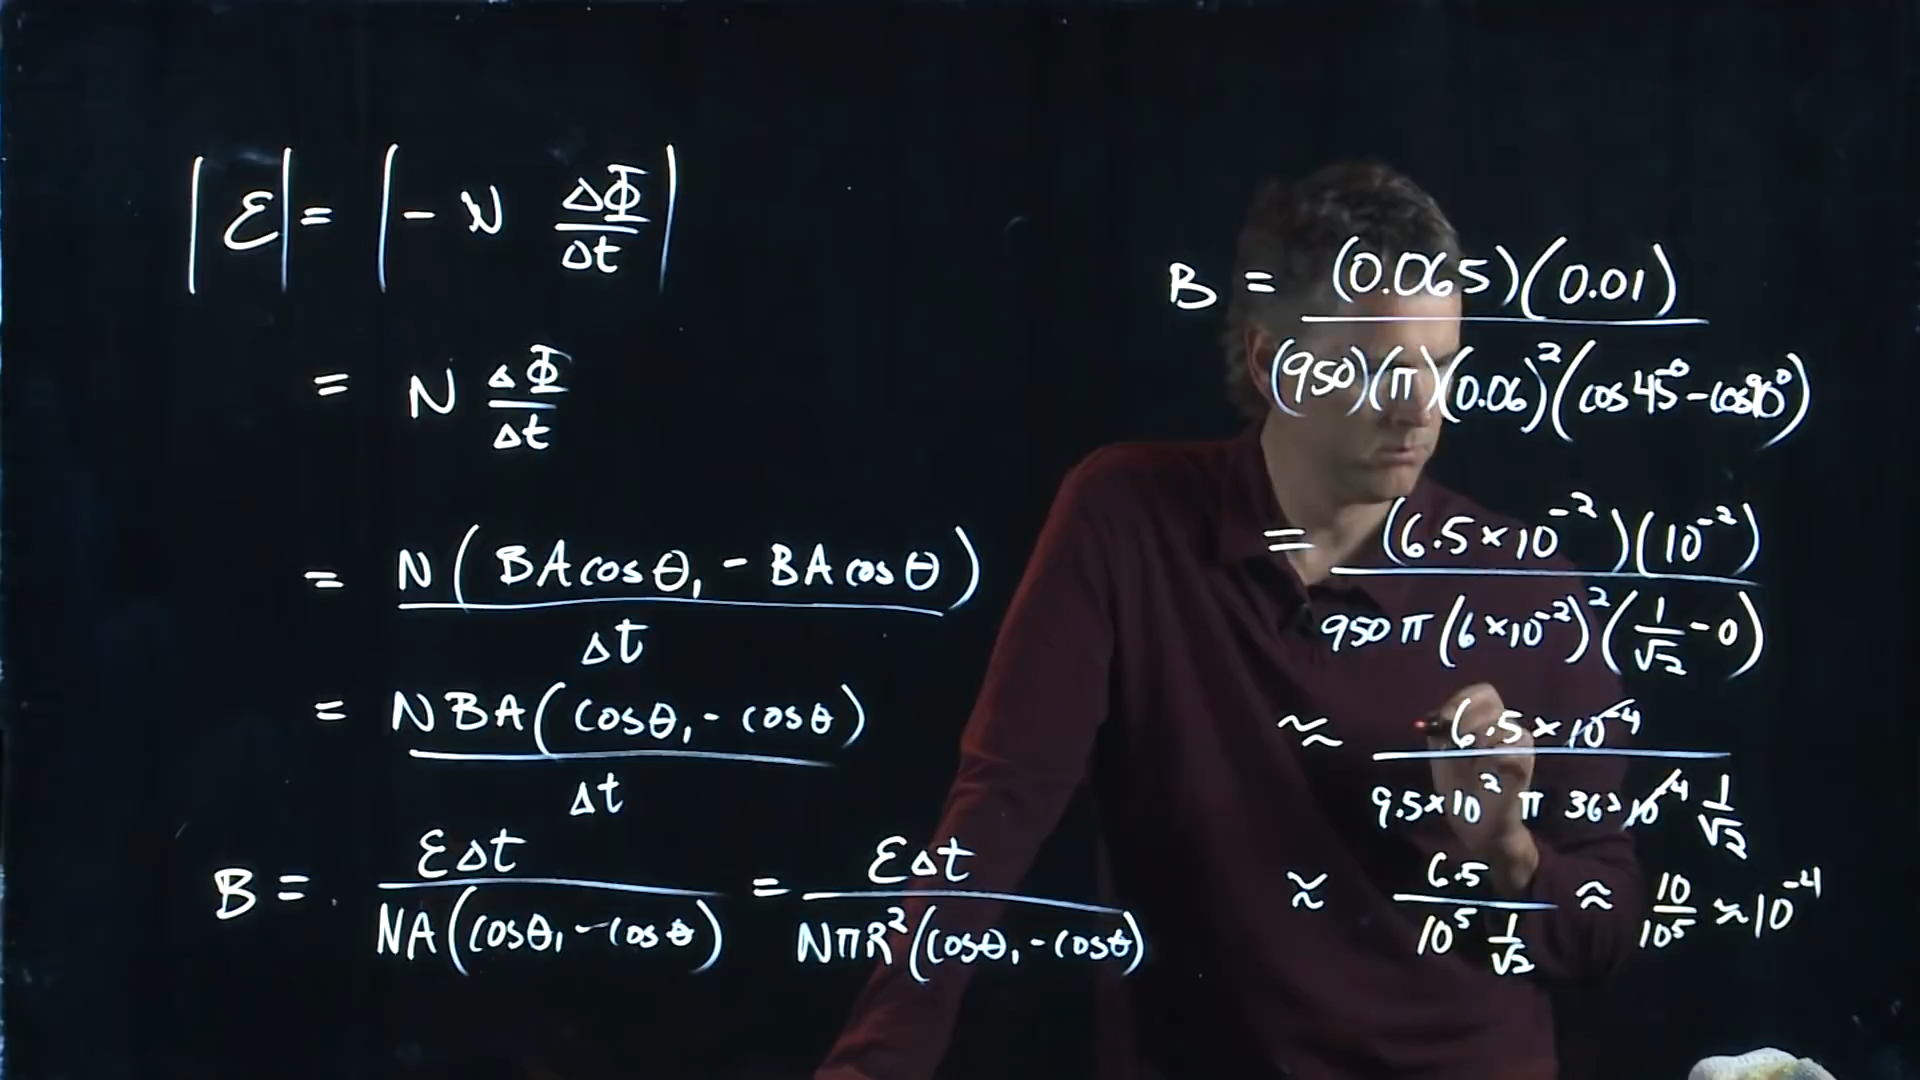 |ℰ| = |- N ΔΦ/Δt|
= N ΔΦ/Δt
= N(BAcosθ₁ - BAcosθ)/Δt
= NBA(cosθ₁ - cosθ)/Δt
B = ℰΔt/NA(cosθ₁ - cosθ) = ℰΔt/NπR²(cosθ₁ - cosθ)
B = (0.065)(0.01)/(950)(π)(0.06)²(cos45° - cos90°)
= (6.5×10⁻²)(10⁻²)/950π(6×10⁻²)²(1/√2 - 0)
≈ 6.5×10⁻⁴/9.5×10² π 36×10⁻⁴ 1/√2
≈ 6.5/10⁵ 1/√2 ≈ 10/10⁵ ≈ 10⁻⁴